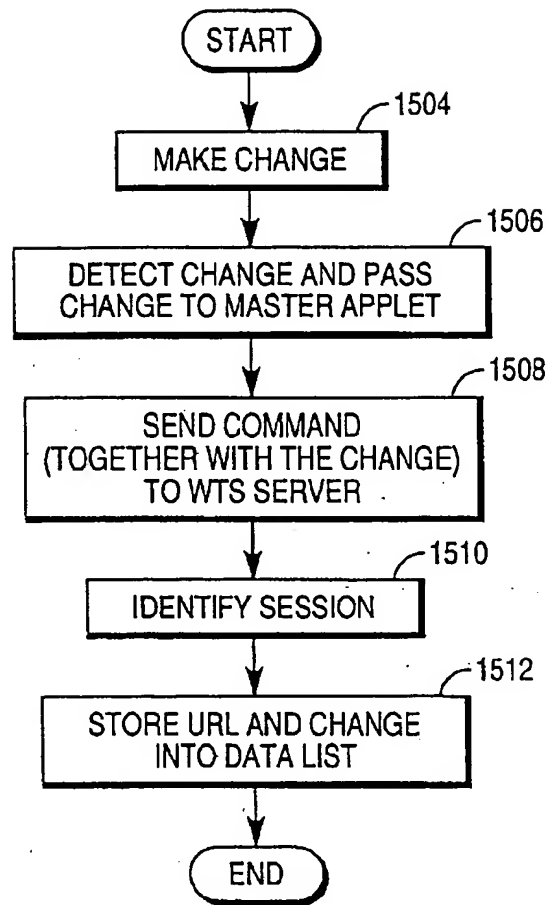 START
1504
MAKE CHANGE
1506
DETECT CHANGE AND PASS
CHANGE TO MASTER APPLET
1508
SEND COMMAND
(TOGETHER WITH THE CHANGE)
TO WTS SERVER
1510
IDENTIFY SESSION
1512
STORE URL AND CHANGE
INTO DATA LIST
END